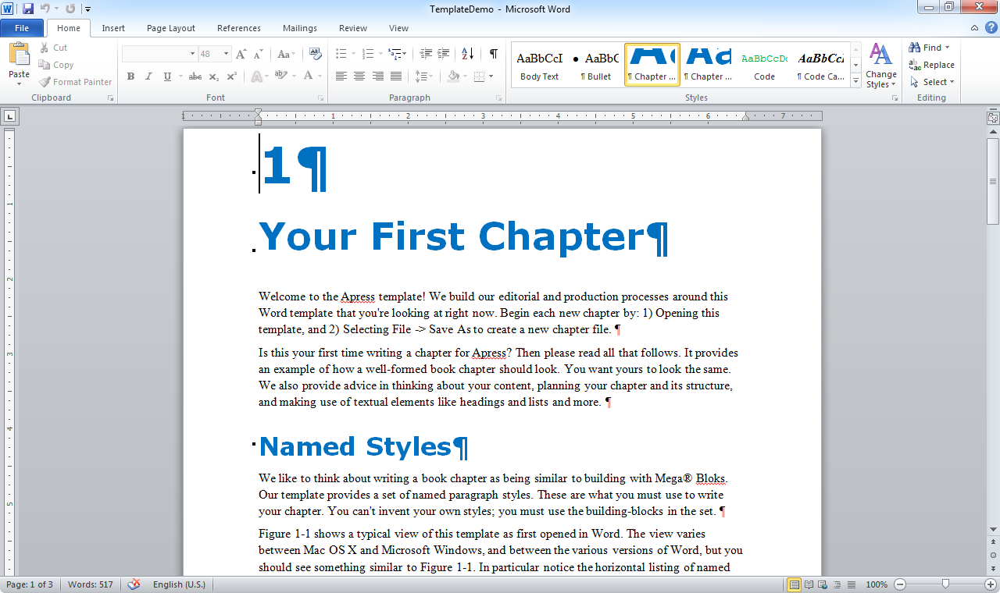 TemplateDemo - Microsoft Word
File Home Insert Page Layout References Mailings Review View
Paste
Cut
Copy
Format Painter
Clipboard
48
Font
Paragraph
AaBbCcI • AaBbC AaBbCcDc AaBbCc.
Body Text ¶ Bullet ¶ Chapter ... ¶ Chapter ... Code ¶ Code Ca...
Change
Styles
Styles
Find
Replace
Select
Editing
1 1 2 3 4 5 6 7
1¶
Your First Chapter¶
Welcome to the Apress template! We build our editorial and production processes around this
Word template that you're looking at right now. Begin each new chapter by: 1) Opening this
template, and 2) Selecting File -> Save As to create a new chapter file. ¶
Is this your first time writing a chapter for Apress? Then please read all that follows. It provides
an example of how a well-formed book chapter should look. You want yours to look the same.
We also provide advice in thinking about your content, planning your chapter and its structure,
and making use of textual elements like headings and lists and more. ¶
Named Styles¶
We like to think about writing a book chapter as being similar to building with Mega® Bloks.
Our template provides a set of named paragraph styles. These are what you must use to write
your chapter. You can't invent your own styles; you must use the building-blocks in the set. ¶
Figure 1-1 shows a typical view of this template as first opened in Word. The view varies
between Mac OS X and Microsoft Windows, and between the various versions of Word, but you
should see something similar to Figure 1-1. In particular notice the horizontal listing of named
Page: 1 of 3 Words: 517 English (U.S.) 100%